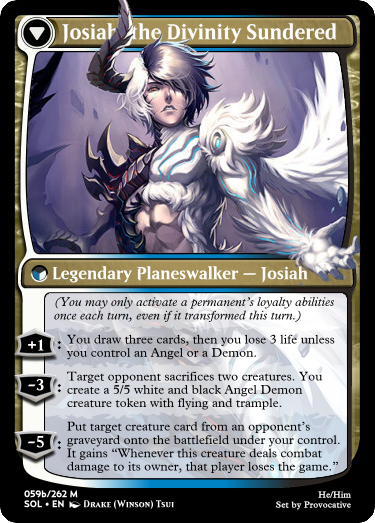 Josiah, the Divinity Sundered
Legendary Planeswalker — Josiah
(You may only activate a permanent's loyalty abilities
once each turn, even if it transformed this turn.)
+1: You draw three cards, then you lose 3 life unless
you control an Angel or a Demon.
−3: Target opponent sacrifices two creatures. You
create a 5/5 white and black Angel Demon
creature token with flying and trample.
−5: Put target creature card from an opponent's
graveyard onto the battlefield under your control.
It gains “Whenever this creature deals combat
damage to its owner, that player loses the game.”
059b/262 M He/Him
SOL • EN Drake (Winson) Tsui Set by Provocative